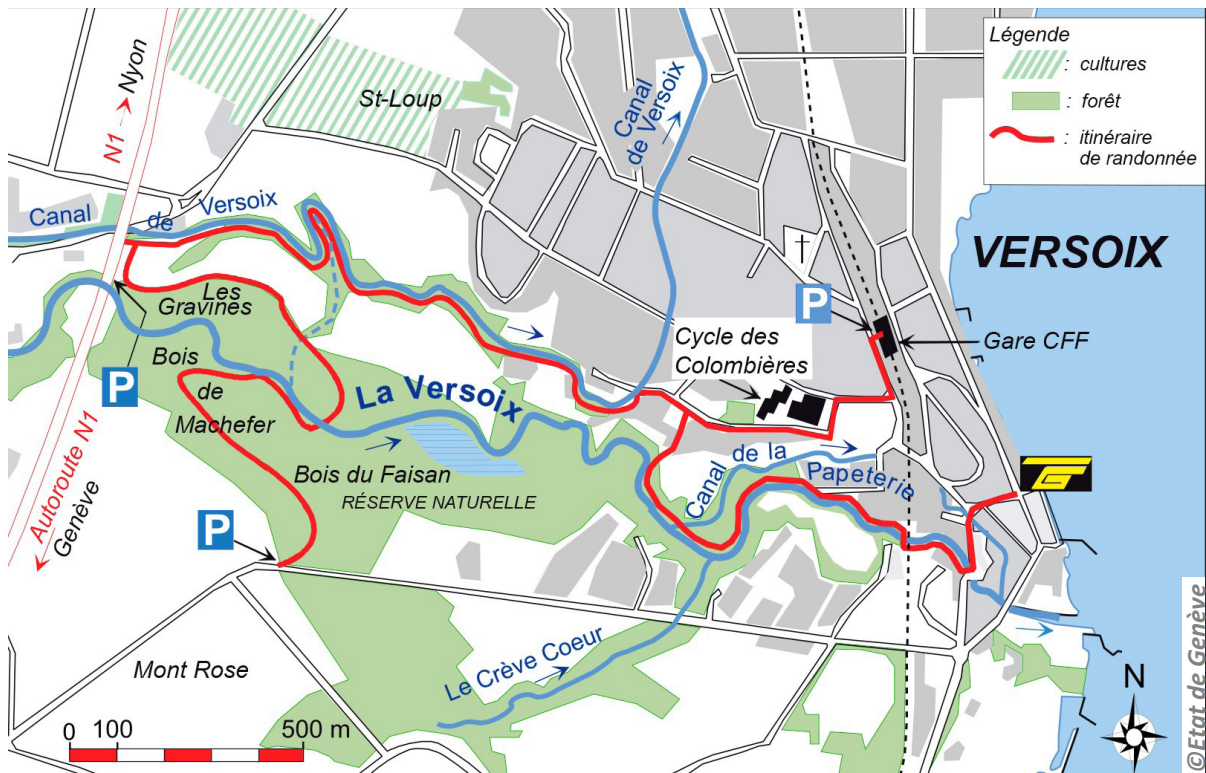 Légende
: cultures
: forêt
: itinéraire
de randonnée
N1 → Nyon
St-Loup
Canal
de Versoix
Canal de Versoix
VERSOIX
P
Les
Gravines
Cycle des
Colombières
Gare CFF
Bois
de
Machefer
P
La Versoix
Bois du Faisan
RÉSERVE NATURELLE
Canal de la Papeterie
TG
Autoroute N1
Genève
P
Mont Rose
Le Crève Coeur
0 100 500 m
N
©Etat de Genève